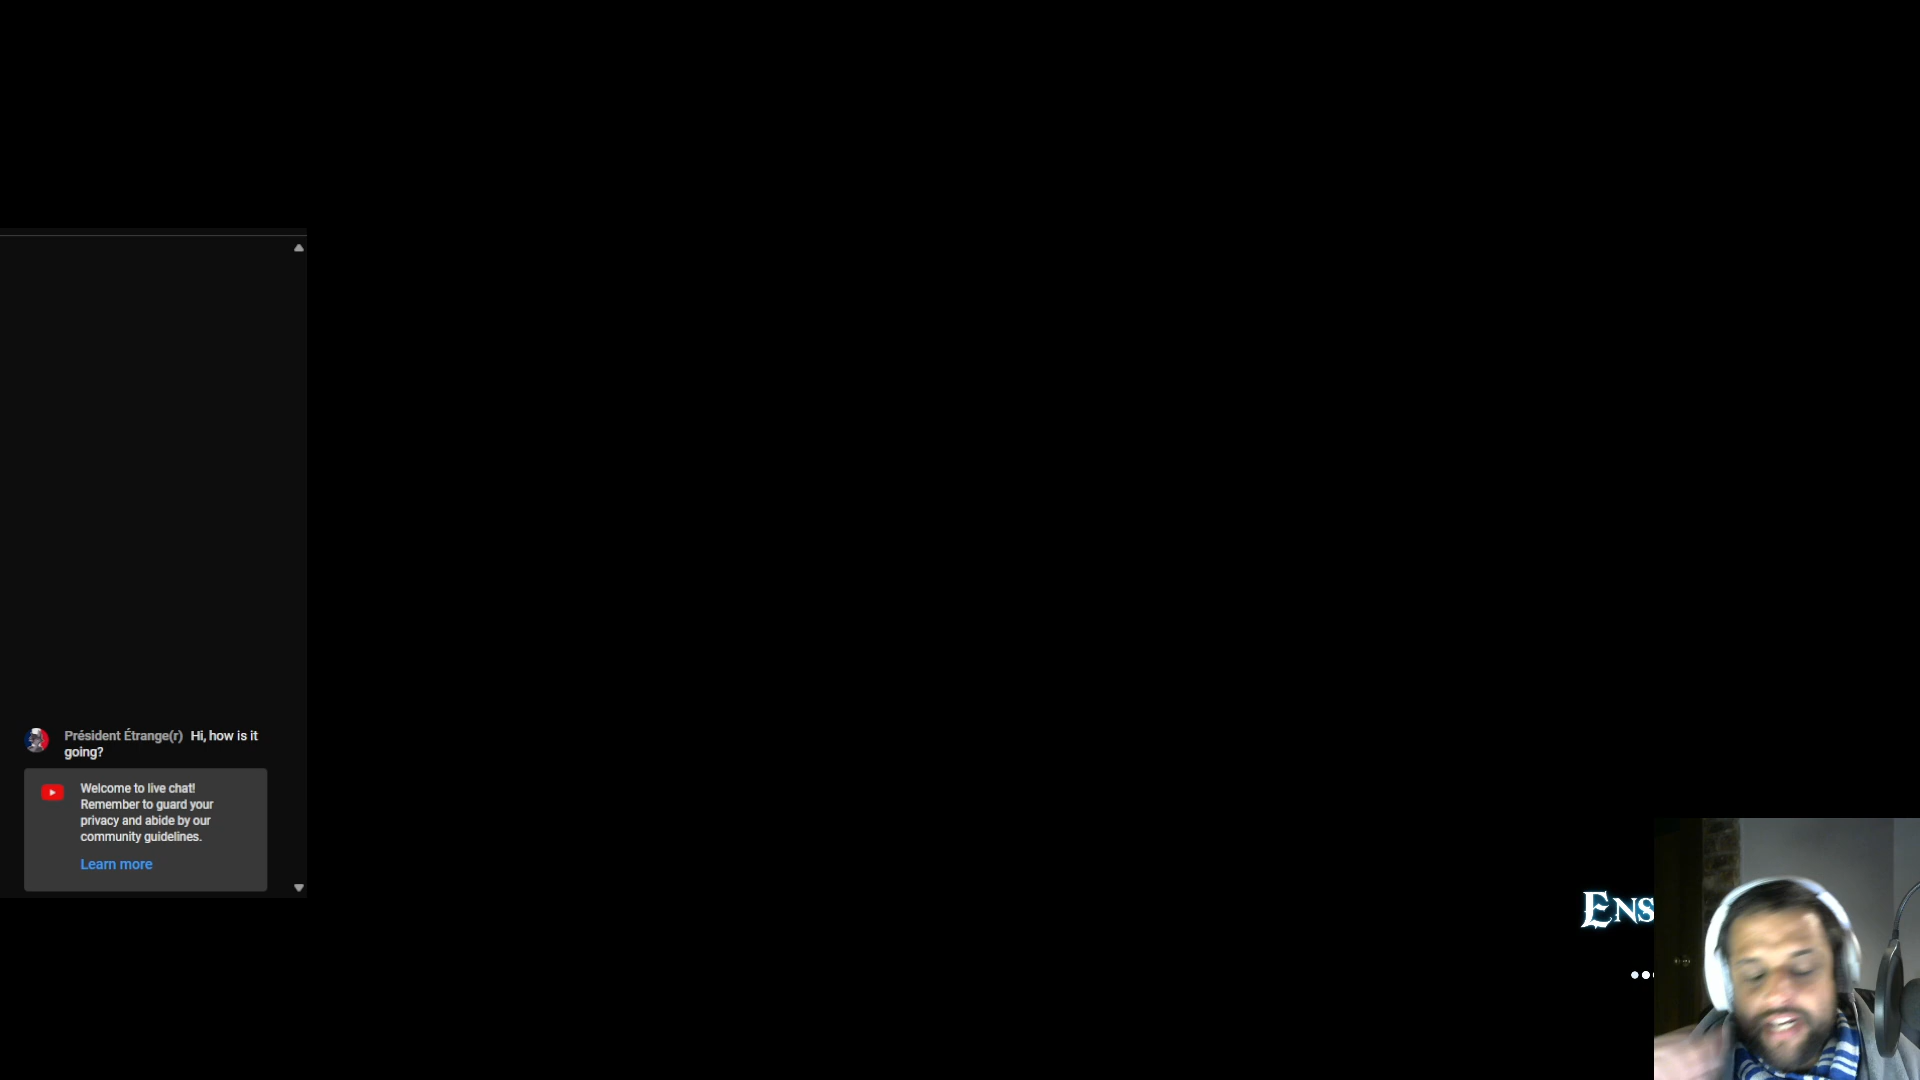 Président Étrange(r) Hi, how is it
going?
Welcome to live chat!
Remember to guard your
privacy and abide by our
community guidelines.
Learn more